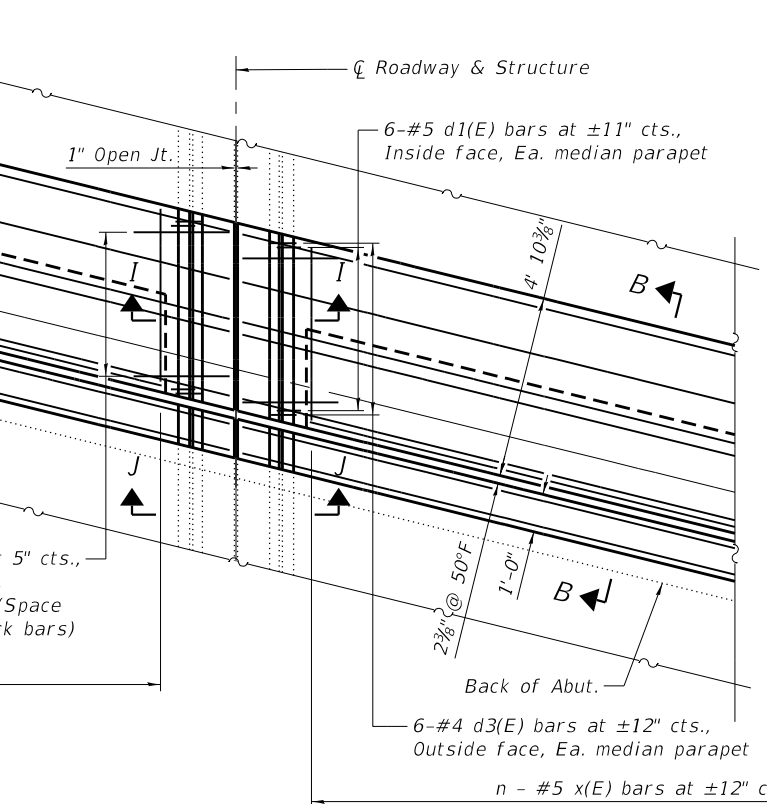 ℄ Roadway & Structure
6-#5 d1(E) bars at ±11" cts.,
Inside face, Ea. median parapet
1" Open Jt.
4' 10⅜"
I
I
B
J
J
5" cts.,
(Space
k bars)
2⅜" @ 50°F
1'-0"
B
Back of Abut.
6-#4 d3(E) bars at ±12" cts.,
Outside face, Ea. median parapet
n - #5 x(E) bars at ±12" c